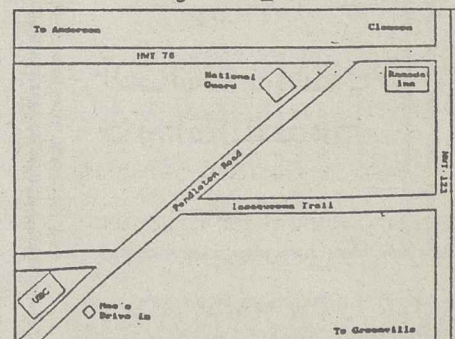 To Anderson
Clemson
HWY 76
National
Guard
Ramada
Inn
Pendleton Road
HWY. 123
Issaqueena Trail
USC
Mac's
Drive in
To Greenville